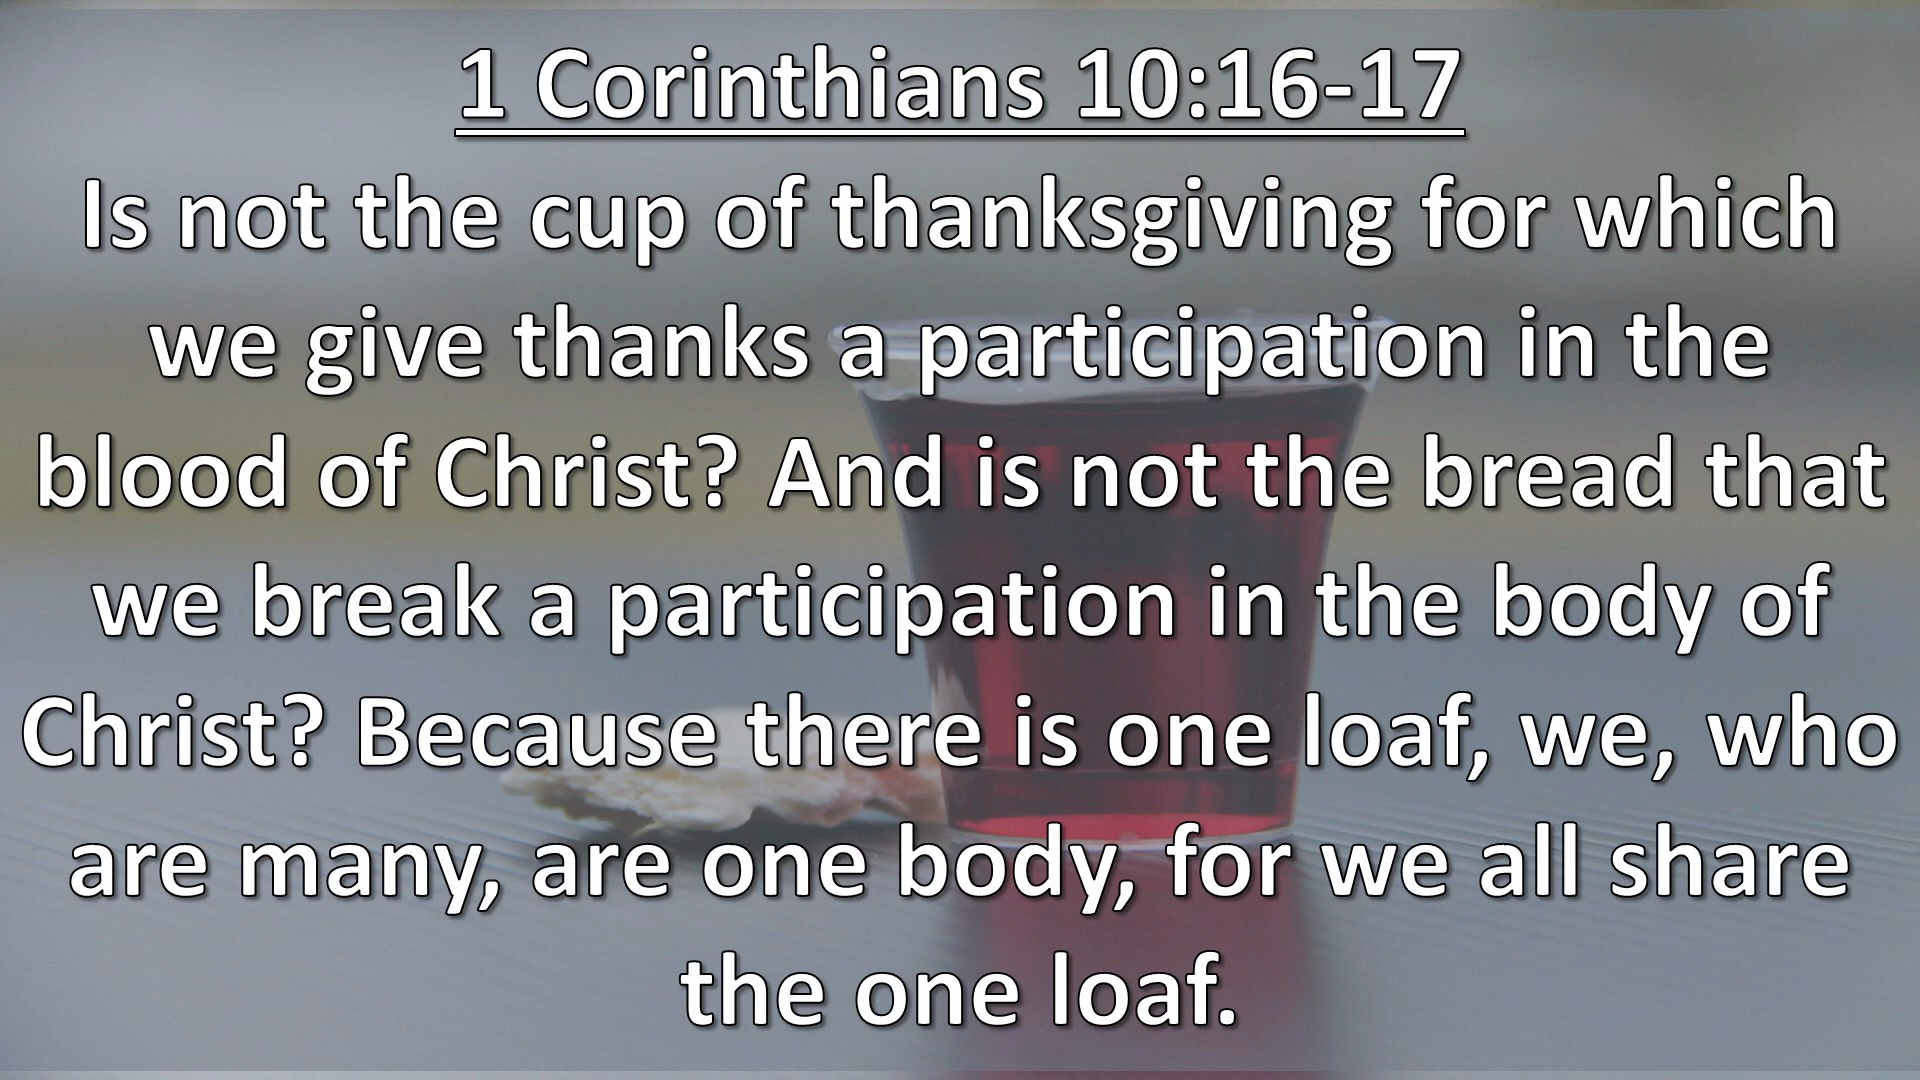 1 Corinthians 10:16-17
Is not the cup of thanksgiving for which
we give thanks a participation in the
blood of Christ? And is not the bread that
we break a participation in the body of
Christ? Because there is one loaf, we, who
are many, are one body, for we all share
the one loaf.